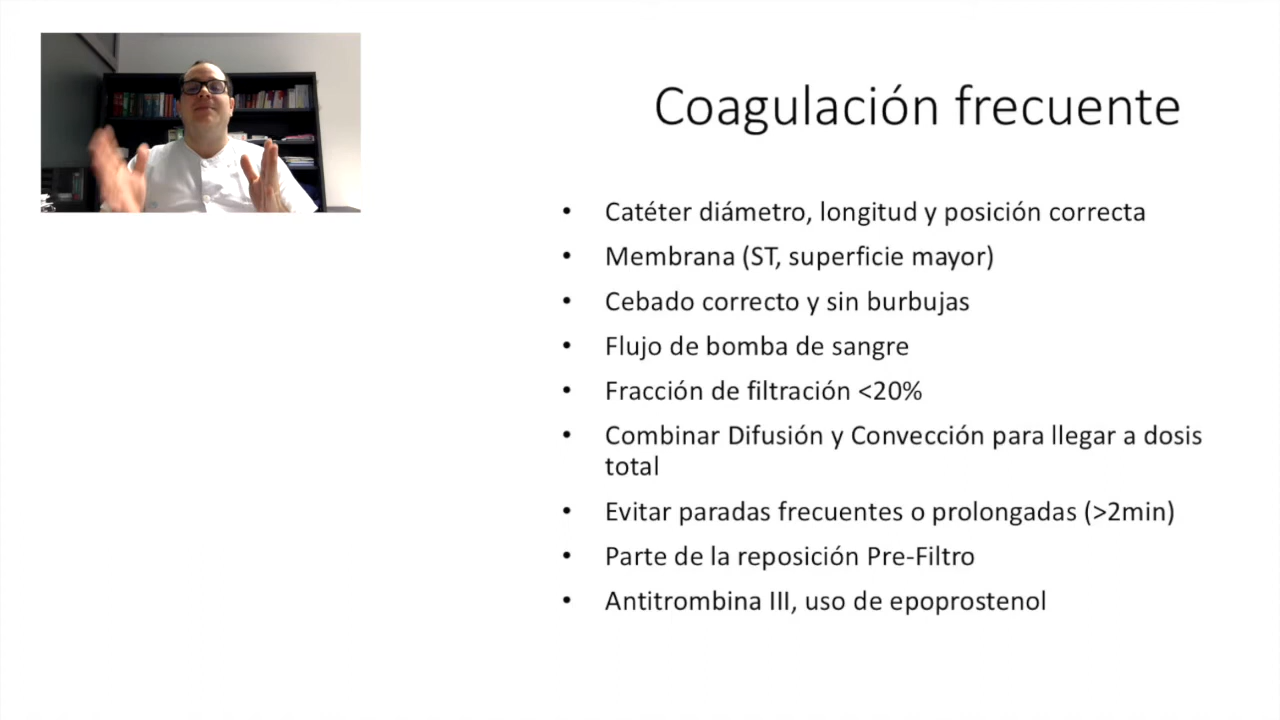 Coagulación frecuente
• Catéter diámetro, longitud y posición correcta
• Membrana (ST, superficie mayor)
• Cebado correcto y sin burbujas
• Flujo de bomba de sangre
• Fracción de filtración <20%
• Combinar Difusión y Convección para llegar a dosis
total
• Evitar paradas frecuentes o prolongadas (>2min)
• Parte de la reposición Pre-Filtro
• Antitrombina III, uso de epoprostenol